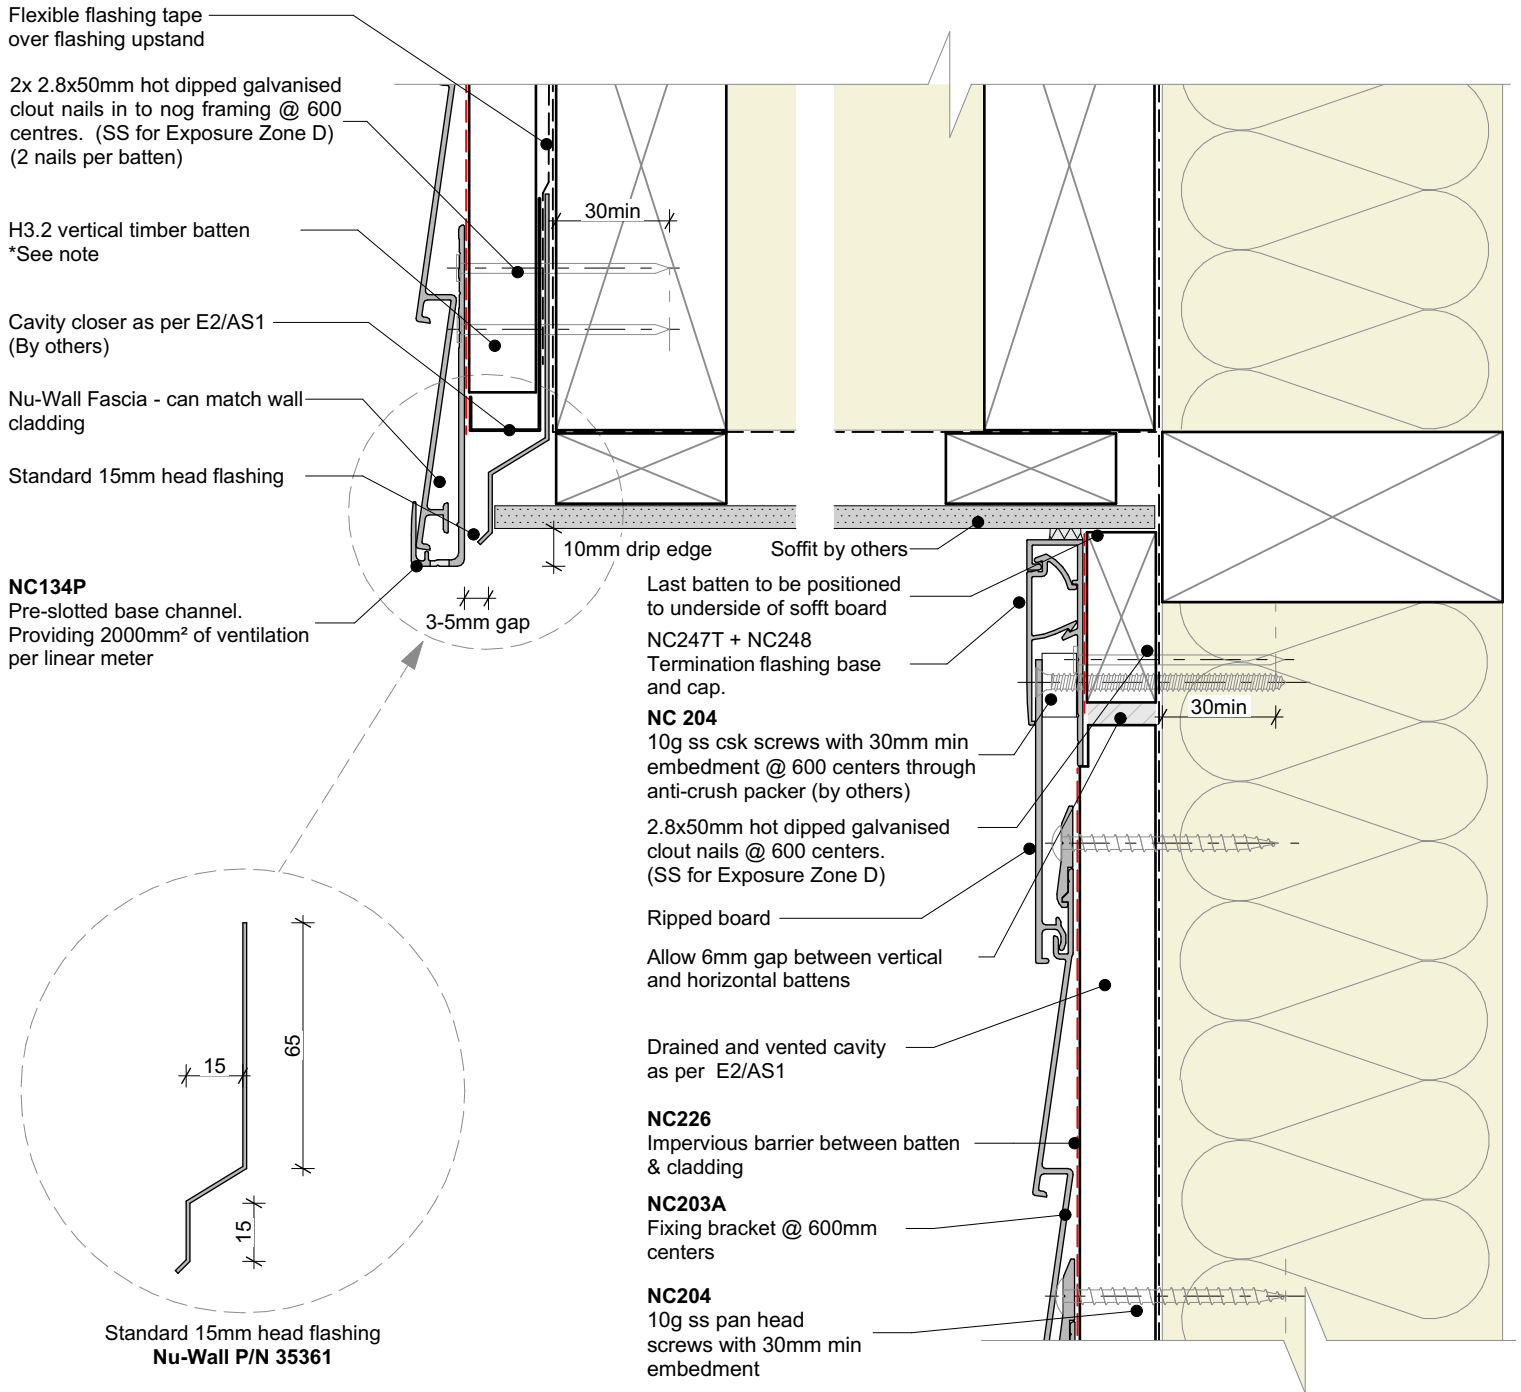 Flexible flashing tape
over flashing upstand
2x 2.8x50mm hot dipped galvanised
clout nails in to nog framing @ 600
centres. (SS for Exposure Zone D)
(2 nails per batten)
H3.2 vertical timber batten
*See note
Cavity closer as per E2/AS1
(By others)
Nu-Wall Fascia - can match wall
cladding
Standard 15mm head flashing
NC134P
Pre-slotted base channel.
Providing 2000mm² of ventilation
per linear meter
30min
10mm drip edge
3-5mm gap
Soffit by others
Last batten to be positioned
to underside of sofft board
NC247T + NC248
Termination flashing base
and cap.
NC 204
10g ss csk screws with 30mm min
embedment @ 600 centers through
anti-crush packer (by others)
30min
2.8x50mm hot dipped galvanised
clout nails @ 600 centers.
(SS for Exposure Zone D)
Ripped board
Allow 6mm gap between vertical
and horizontal battens
Drained and vented cavity
as per E2/AS1
NC226
Impervious barrier between batten
& cladding
NC203A
Fixing bracket @ 600mm
centers
NC204
10g ss pan head
screws with 30mm min
embedment
65
15
15
Standard 15mm head flashing
Nu-Wall P/N 35361